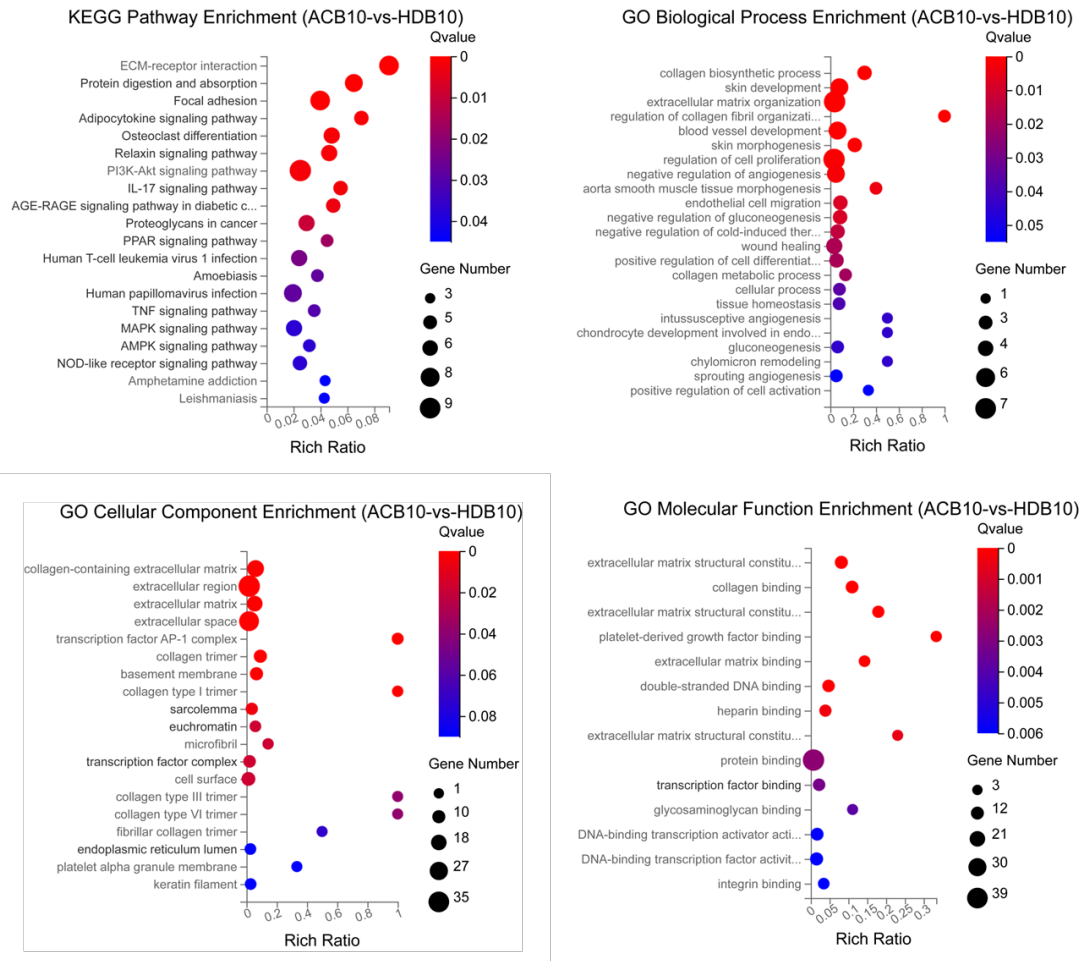 KEGG Pathway Enrichment (ACB10-vs-HDB10)
Qvalue
ECM-receptor interaction
Protein digestion and absorption
Focal adhesion
Adipocytokine signaling pathway
Osteoclast differentiation
Relaxin signaling pathway
PI3K-Akt signaling pathway
IL-17 signaling pathway
AGE-RAGE signaling pathway in diabetic c...
Proteoglycans in cancer
PPAR signaling pathway
Human T-cell leukemia virus 1 infection
Amoebiasis
Human papillomavirus infection
TNF signaling pathway
MAPK signaling pathway
AMPK signaling pathway
NOD-like receptor signaling pathway
Amphetamine addiction
Leishmaniasis
0
0.01
0.02
0.03
0.04
Gene Number
3
5
6
8
9
0 0.02 0.04 0.06 0.08
Rich Ratio
GO Biological Process Enrichment (ACB10-vs-HDB10)
Qvalue
collagen biosynthetic process
skin development
extracellular matrix organization
regulation of collagen fibril organizati...
blood vessel development
skin morphogenesis
regulation of cell proliferation
negative regulation of angiogenesis
aorta smooth muscle tissue morphogenesis
endothelial cell migration
negative regulation of gluconeogenesis
negative regulation of cold-induced ther...
wound healing
positive regulation of cell differentiat...
collagen metabolic process
cellular process
tissue homeostasis
intussusceptive angiogenesis
chondrocyte development involved in endo...
gluconeogenesis
chylomicron remodeling
sprouting angiogenesis
positive regulation of cell activation
0
0.01
0.02
0.03
0.04
0.05
Gene Number
1
3
4
6
7
0 0.2 0.4 0.6 0.8 1
Rich Ratio
GO Cellular Component Enrichment (ACB10-vs-HDB10)
Qvalue
collagen-containing extracellular matrix
extracellular region
extracellular matrix
extracellular space
transcription factor AP-1 complex
collagen trimer
basement membrane
collagen type I trimer
sarcolemma
euchromatin
microfibril
transcription factor complex
cell surface
collagen type III trimer
collagen type VI trimer
fibrillar collagen trimer
endoplasmic reticulum lumen
platelet alpha granule membrane
keratin filament
0
0.02
0.04
0.06
0.08
Gene Number
1
10
18
27
35
0 0.2 0.4 0.6 0.8 1
Rich Ratio
GO Molecular Function Enrichment (ACB10-vs-HDB10)
Qvalue
extracellular matrix structural constitu...
collagen binding
extracellular matrix structural constitu...
platelet-derived growth factor binding
extracellular matrix binding
double-stranded DNA binding
heparin binding
extracellular matrix structural constitu...
protein binding
transcription factor binding
glycosaminoglycan binding
DNA-binding transcription activator acti...
DNA-binding transcription factor activit...
integrin binding
0
0.001
0.002
0.003
0.004
0.005
0.006
Gene Number
3
12
21
30
39
0 0.05 0.1 0.15 0.2 0.25 0.3
Rich Ratio